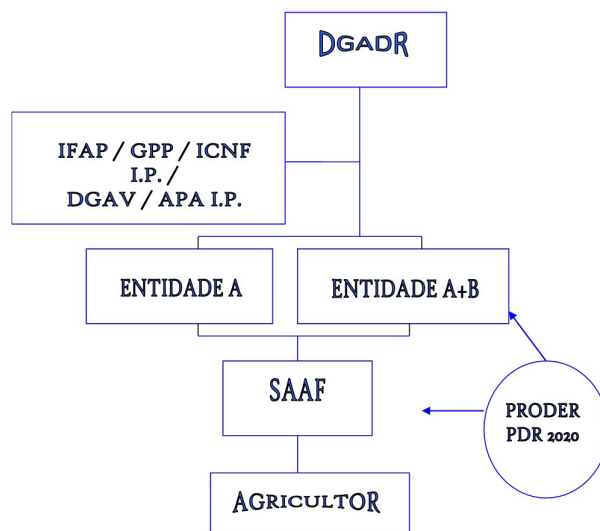 DGADR
IFAP / GPP / ICNF
I.P. /
DGAV / APA I.P.
ENTIDADE A
ENTIDADE A+B
SAAF
PRODER
PDR 2020
AGRICULTOR